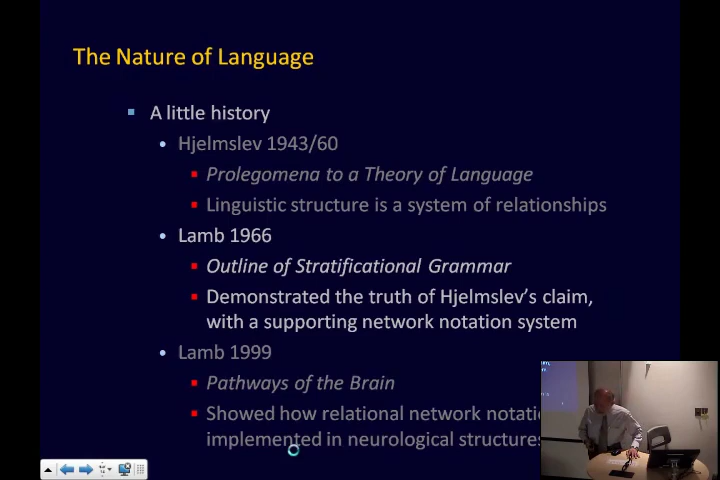 The Nature of Language
A little history
Hjelmslev 1943/60
Prolegomena to a Theory of Language
Linguistic structure is a system of relationships
Lamb 1966
Outline of Stratificational Grammar
Demonstrated the truth of Hjelmslev's claim,
with a supporting network notation system
Lamb 1999
Pathways of the Brain
Showed how relational network
implemented in neurological structures